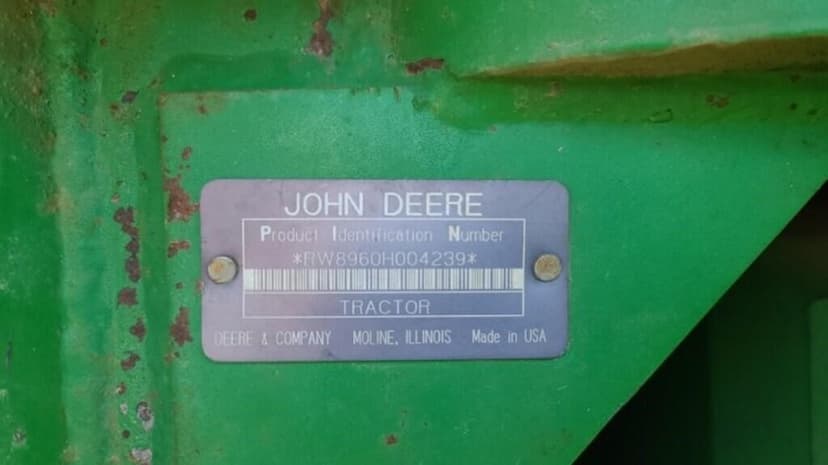 JOHN DEERE
Product Identification Number
*RW8960H004239*
TRACTOR
DEERE & COMPANY MOLINE, ILLINOIS Made in USA